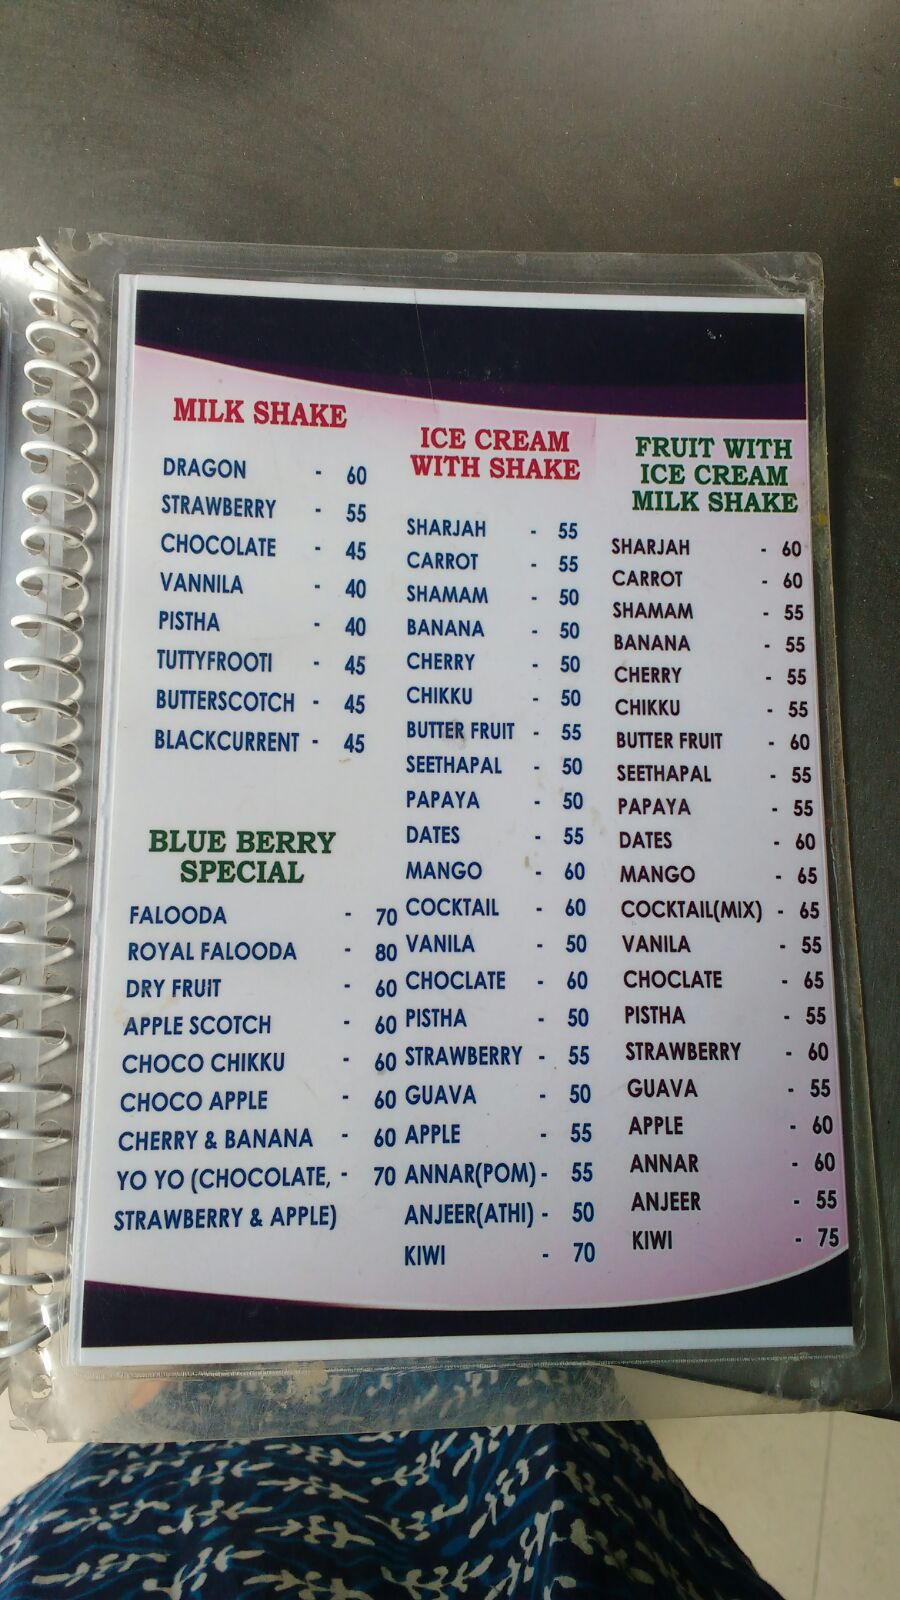 MILK SHAKE
DRAGON - 60
STRAWBERRY - 55
CHOCOLATE - 45
VANNILA - 40
PISTHA - 40
TUTTYFROOTI - 45
BUTTERSCOTCH - 45
BLACKCURRENT - 45
BLUE BERRY
SPECIAL
FALOODA - 70
ROYAL FALOODA - 80
DRY FRUIT - 60
APPLE SCOTCH - 60
CHOCO CHIKKU - 60
CHOCO APPLE - 60
CHERRY & BANANA - 60
YO YO (CHOCOLATE, - 70
STRAWBERRY & APPLE)
ICE CREAM
WITH SHAKE
SHARJAH - 55
CARROT - 55
SHAMAM - 50
BANANA - 50
CHERRY - 50
CHIKKU - 50
BUTTER FRUIT - 55
SEETHAPAL - 50
PAPAYA - 50
DATES - 55
MANGO - 60
COCKTAIL - 60
VANILA - 50
CHOCLATE - 60
PISTHA - 50
STRAWBERRY - 55
GUAVA - 50
APPLE - 55
ANNAR(POM) - 55
ANJEER(ATHI) - 50
KIWI - 70
FRUIT WITH
ICE CREAM
MILK SHAKE
SHARJAH - 60
CARROT - 60
SHAMAM - 55
BANANA - 55
CHERRY - 55
CHIKKU - 55
BUTTER FRUIT - 60
SEETHAPAL - 55
PAPAYA - 55
DATES - 60
MANGO - 65
COCKTAIL(MIX) - 65
VANILA - 55
CHOCLATE - 65
PISTHA - 55
STRAWBERRY - 60
GUAVA - 55
APPLE - 60
ANNAR - 60
ANJEER - 55
KIWI - 75